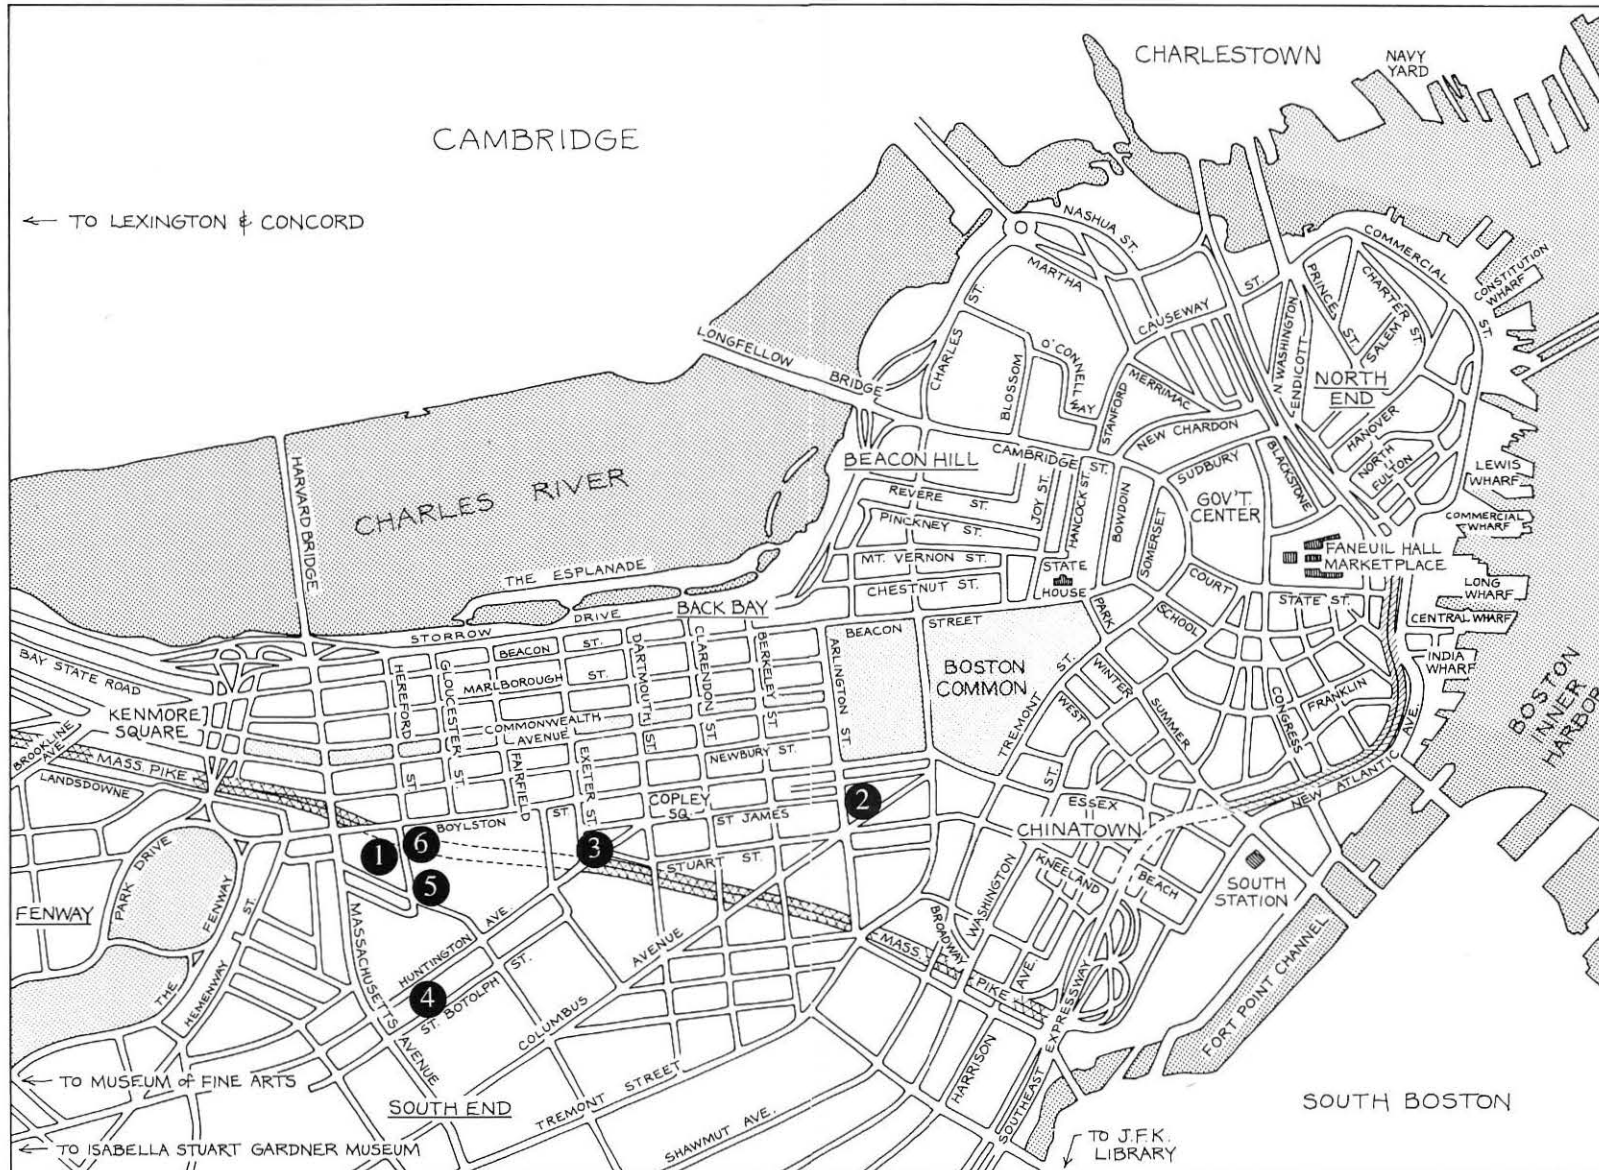 CHARLESTOWN
NAVY
YARD
CAMBRIDGE
← TO LEXINGTON & CONCORD
NASHUA ST.
MARTHA
COMMERCIAL
ST.
CONSTITUTION
WHARF
PRINCE
ST.
CHARTER ST.
SALEM
CAUSEWAY
ST.
N. WASHINGTON
ENDICOTT
NORTH
END
HANOVER
NORTH
FULTON
LONGFELLOW
BRIDGE
CHARLES
ST.
BLOSSOM
O'CONNELL
WAY
STANFORD
MERRIMAC
NEW CHARDON
SUDBURY
BLACKSTONE
LEWIS
WHARF
COMMERCIAL
WHARF
HARVARD BRIDGE
CHARLES RIVER
BEACON HILL
CAMBRIDGE
ST.
REVERE ST.
PINCKNEY ST.
JOY ST.
HANCOCK ST.
BOWDOIN
SOMERSET
GOV'T.
CENTER
FANEUIL HALL
MARKETPLACE
MT. VERNON ST.
CHESTNUT ST.
STATE
HOUSE
COURT
STATE ST.
LONG
WHARF
CENTRAL WHARF
INDIA
WHARF
THE ESPLANADE
BACK BAY
STORROW
DRIVE
BEACON
STREET
PARK
SCHOOL
BOSTON
COMMON
BAY STATE ROAD
KENMORE
SQUARE
BROOKLINE
AVE.
MASS. PIKE
LANDSDOWNE
HEREFORD
ST.
GLOUCESTER
ST.
BEACON
ST.
MARLBOROUGH
ST.
COMMONWEALTH
AVENUE
FAIRFIELD
ST.
EXETER ST.
DARTMOUTH
ST.
CLARENDON
ST.
BERKELEY
ST.
ARLINGTON
ST.
NEWBURY ST.
TREMONT
ST.
WINTER
WEST
ST.
SUMMER
CONGRESS
FRANKLIN
NEW ATLANTIC
AVE.
BOSTON
INNER
HARBOR
BOYLSTON
COPLEY
SQ.
ST JAMES
STUART ST.
ESSEX
CHINATOWN
KNEELAND
BEACH
SOUTH
STATION
WASHINGTON
BROADWAY
1
2
3
4
5
6
PARK DRIVE
FENWAY
THE
FENWAY
HEMENWAY
ST.
MASSACHUSETTS
AVENUE
HUNTINGTON
AVE.
ST. BOTOLPH
ST.
COLUMBUS
AVENUE
MASS.
PIKE
AVE.
HARRISON
SOUTHEAST
EXPRESSWAY
FORT POINT CHANNEL
← TO MUSEUM of FINE ARTS
SOUTH END
TREMONT STREET
SHAWMUT AVE.
← TO ISABELLA STUART GARDNER MUSEUM
TO J.F.K.
LIBRARY
SOUTH BOSTON